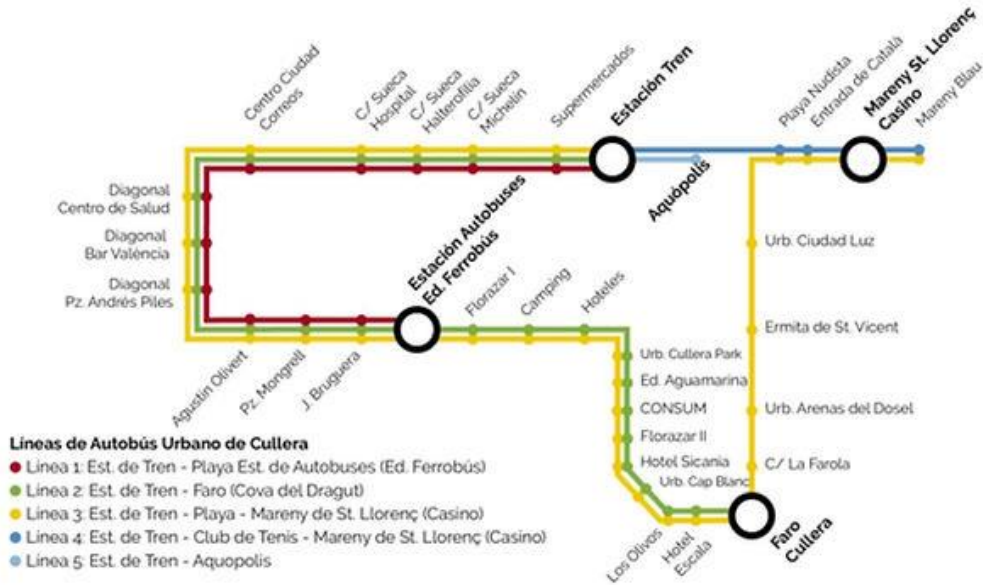 Centro Ciudad
Correos
C/ Sueca
Hospital
C/ Sueca
Halterofilia
C/ Sueca
Michelin
Supermercados
Estación Tren
Playa Nudista
Entrada de Catalá
Mareny St. Llorenç
Casino
Mareny Blau
Aquópolis
Diagonal
Centro de Salud
Diagonal
Bar València
Diagonal
Pz. Andrés Piles
Urb. Ciudad Luz
Estación Autobuses
Ed. Ferrobús
Florazar I
Camping
Hoteles
Ermita de St. Vicent
Agustin Olivert
Pz. Mongrell
J. Bruguera
Urb. Cullera Park
Ed. Aguamarina
CONSUM
Florazar II
Hotel Sicania
Urb. Cap Blanc
Urb. Arenas del Dosel
C/ La Farola
Los Olivos
Hotel
Escala
Faro
Cullera
Líneas de Autobús Urbano de Cullera
Línea 1: Est. de Tren - Playa Est. de Autobuses (Ed. Ferrobús)
Línea 2: Est. de Tren - Faro (Cova del Dragut)
Línea 3: Est. de Tren - Playa - Mareny de St. Llorenç (Casino)
Línea 4: Est. de Tren - Club de Tenis - Mareny de St. Llorenç (Casino)
Línea 5: Est. de Tren - Aquopolis